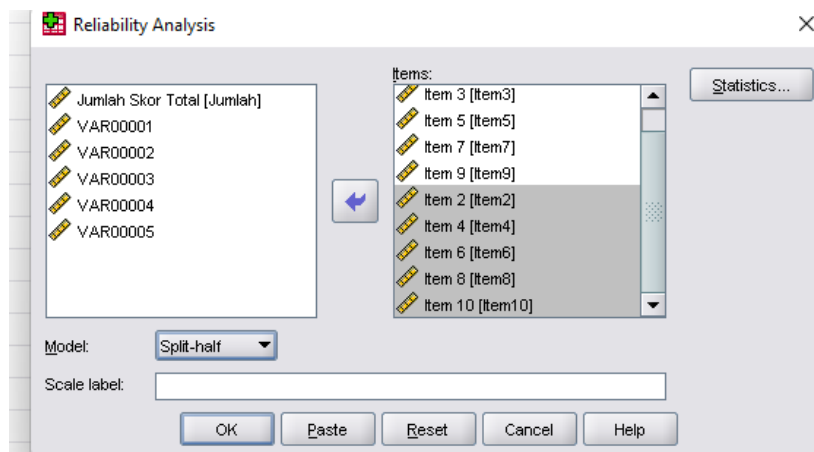 Reliability Analysis
Items:
Jumlah Skor Total [Jumlah]
VAR00001
VAR00002
VAR00003
VAR00004
VAR00005
Item 3 [Item3]
Item 5 [Item5]
Item 7 [Item7]
Item 9 [Item9]
Item 2 [Item2]
Item 4 [Item4]
Item 6 [Item6]
Item 8 [Item8]
Item 10 [Item10]
Statistics...
Model: Split-half
Scale label:
OK Paste Reset Cancel Help